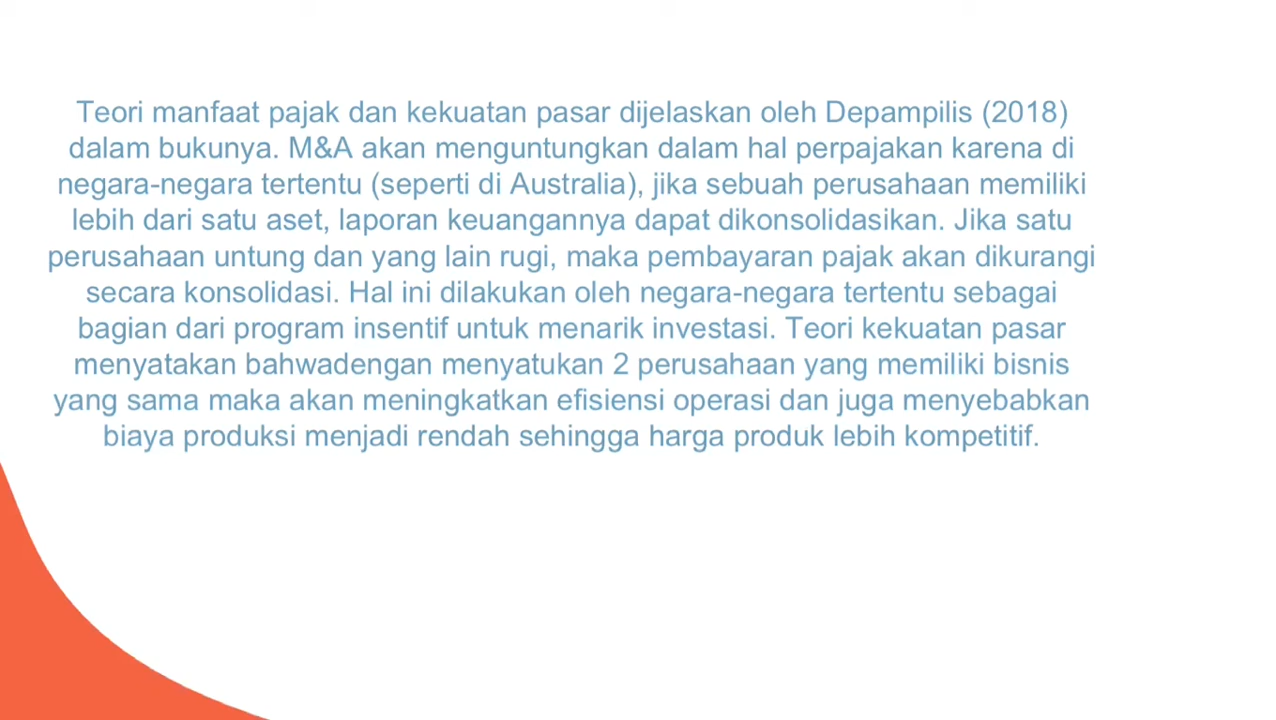 Teori manfaat pajak dan kekuatan pasar dijelaskan oleh Depampilis (2018)
dalam bukunya. M&A akan menguntungkan dalam hal perpajakan karena di
negara-negara tertentu (seperti di Australia), jika sebuah perusahaan memiliki
lebih dari satu aset, laporan keuangannya dapat dikonsolidasikan. Jika satu
perusahaan untung dan yang lain rugi, maka pembayaran pajak akan dikurangi
secara konsolidasi. Hal ini dilakukan oleh negara-negara tertentu sebagai
bagian dari program insentif untuk menarik investasi. Teori kekuatan pasar
menyatakan bahwadengan menyatukan 2 perusahaan yang memiliki bisnis
yang sama maka akan meningkatkan efisiensi operasi dan juga menyebabkan
biaya produksi menjadi rendah sehingga harga produk lebih kompetitif.